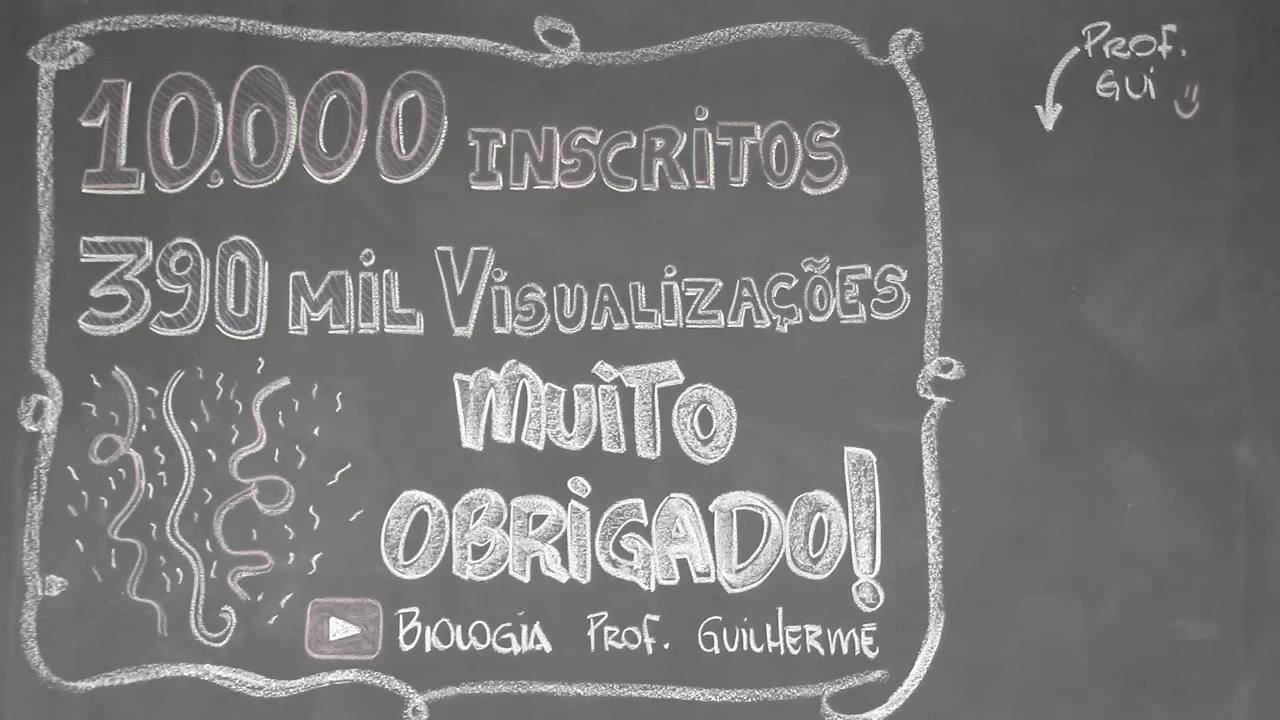 10.000 INSCRITOS
390 MIL VISUALIZAÇÕES
MUITO
OBRIGADO!
BIOLOGIA PROF. GUILHERME
PROF.
GUI